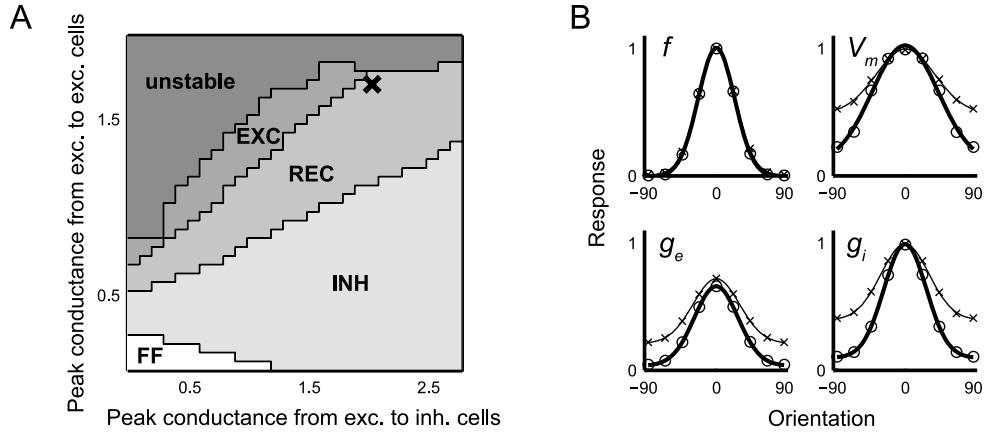 A
Peak conductance from exc. to exc. cells
1.5
0.5
unstable
EXC
REC
INH
FF
0.5 1.5 2.5
Peak conductance from exc. to inh. cells
B
Response
f
1
0
−90 0 90
Vm
1
0
−90 0 90
ge
1
0
−90 0 90
gi
1
0
−90 0 90
Orientation